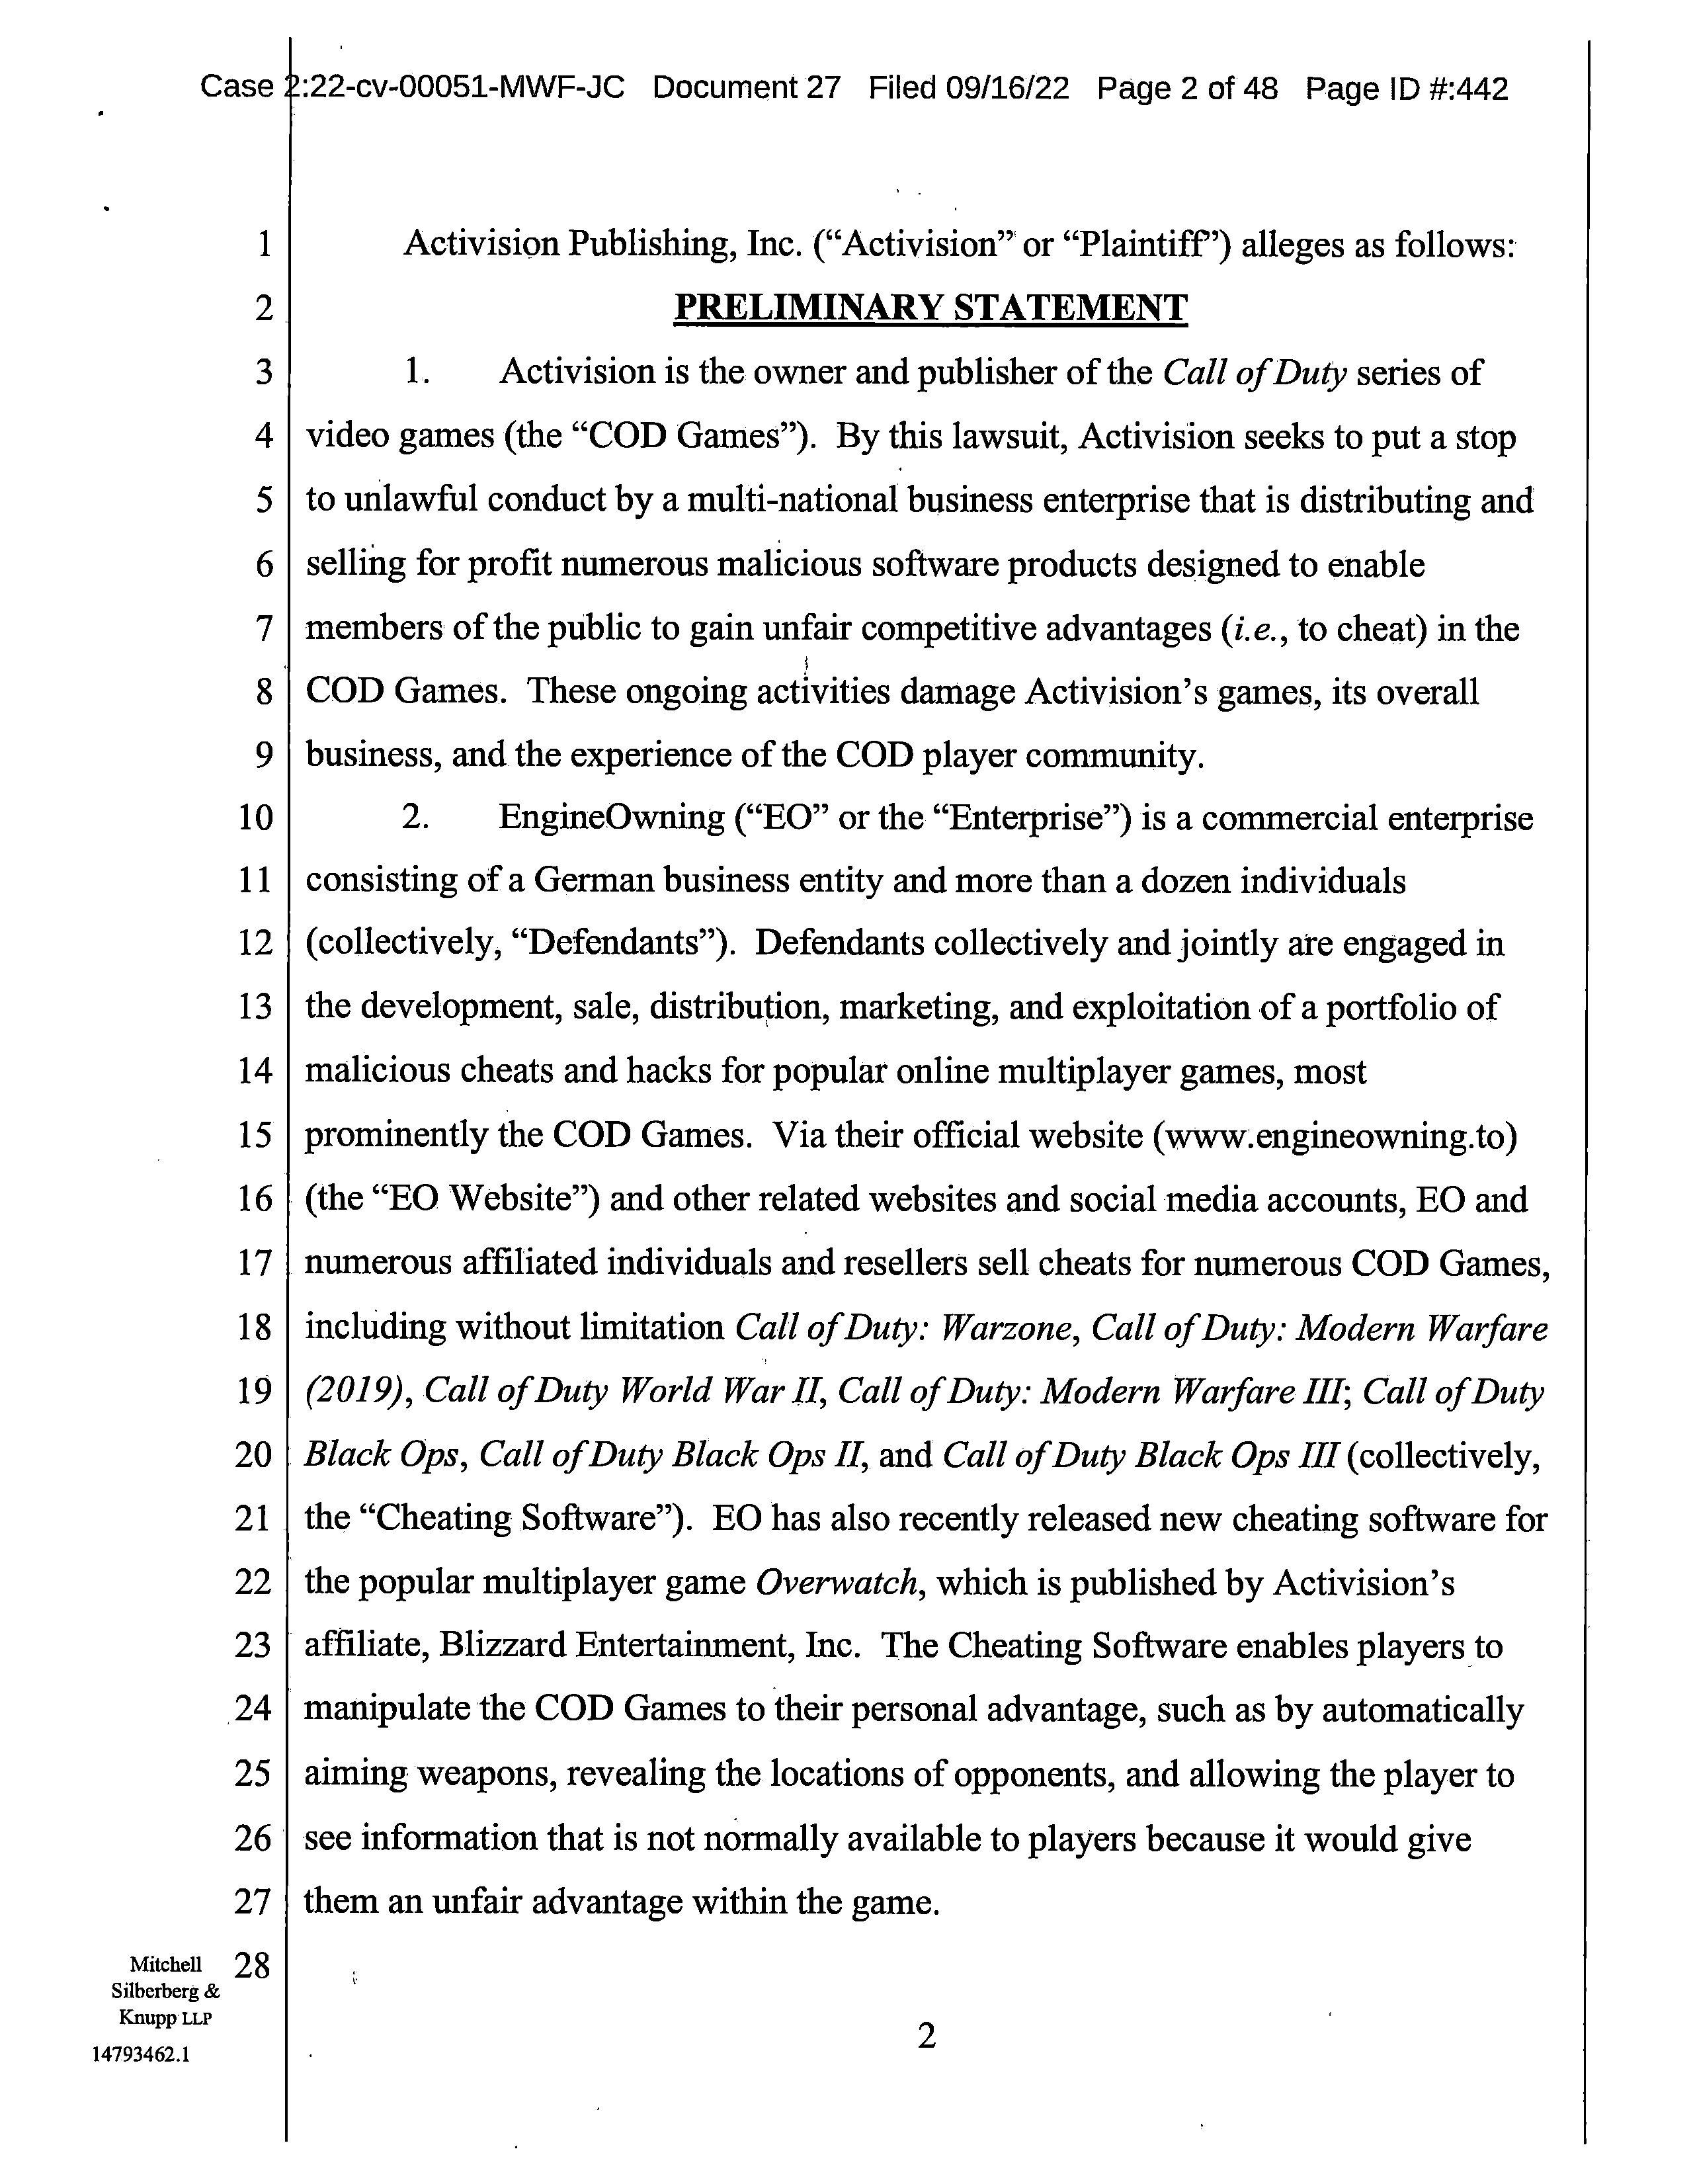 Case 2:22-cv-00051-MWF-JC Document 27 Filed 09/16/22 Page 2 of 48 Page ID #:442
1 Activision Publishing, Inc. (“Activision” or “Plaintiff”) alleges as follows:
2 PRELIMINARY STATEMENT
3 1. Activision is the owner and publisher of the Call of Duty series of
4 video games (the “COD Games”). By this lawsuit, Activision seeks to put a stop
5 to unlawful conduct by a multi-national business enterprise that is distributing and
6 selling for profit numerous malicious software products designed to enable
7 members of the public to gain unfair competitive advantages (i.e., to cheat) in the
8 COD Games. These ongoing activities damage Activision’s games, its overall
9 business, and the experience of the COD player community.
10 2. EngineOwning (“EO” or the “Enterprise”) is a commercial enterprise
11 consisting of a German business entity and more than a dozen individuals
12 (collectively, “Defendants”). Defendants collectively and jointly are engaged in
13 the development, sale, distribution, marketing, and exploitation of a portfolio of
14 malicious cheats and hacks for popular online multiplayer games, most
15 prominently the COD Games. Via their official website (www.engineowning.to)
16 (the “EO Website”) and other related websites and social media accounts, EO and
17 numerous affiliated individuals and resellers sell cheats for numerous COD Games,
18 including without limitation Call of Duty: Warzone, Call of Duty: Modern Warfare
19 (2019), Call of Duty World War II, Call of Duty: Modern Warfare III; Call of Duty
20 Black Ops, Call of Duty Black Ops II, and Call of Duty Black Ops III (collectively,
21 the “Cheating Software”). EO has also recently released new cheating software for
22 the popular multiplayer game Overwatch, which is published by Activision’s
23 affiliate, Blizzard Entertainment, Inc. The Cheating Software enables players to
24 manipulate the COD Games to their personal advantage, such as by automatically
25 aiming weapons, revealing the locations of opponents, and allowing the player to
26 see information that is not normally available to players because it would give
27 them an unfair advantage within the game.
28
Mitchell
Silberberg &
Knupp LLP
14793462.1
2